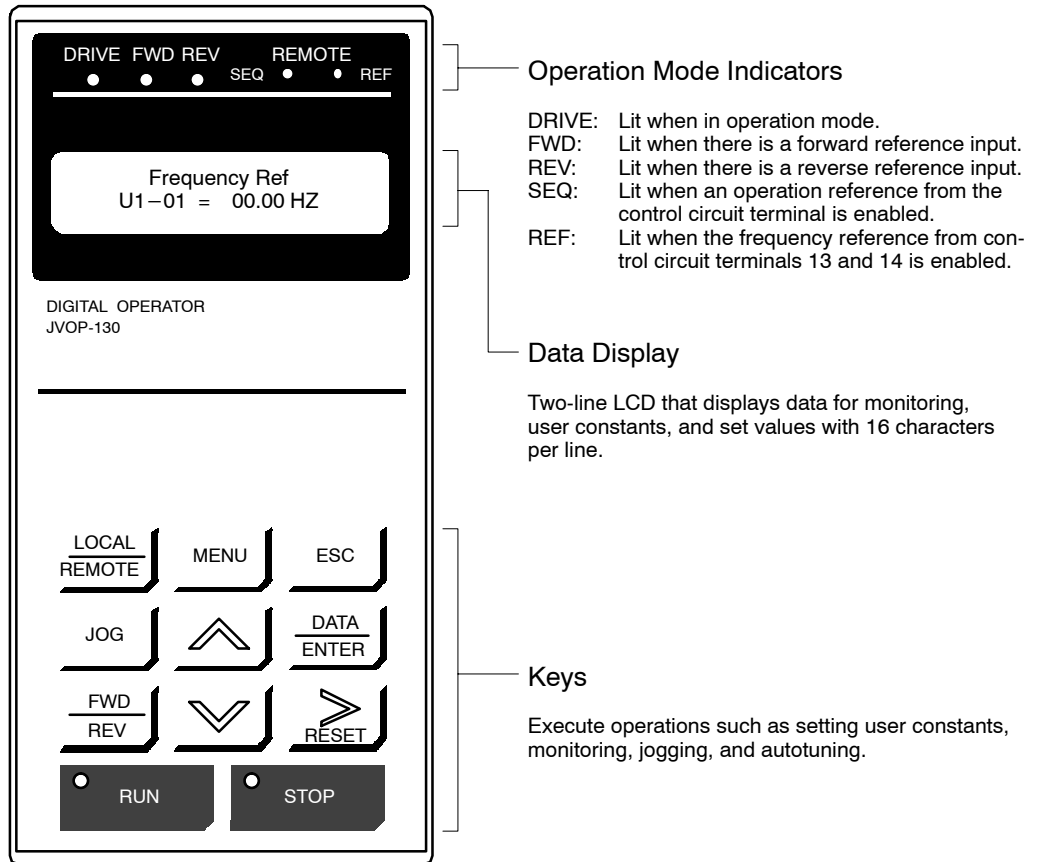 DRIVE FWD REV REMOTE
SEQ REF
Frequency Ref
U1−01 = 00.00 HZ
DIGITAL OPERATOR
JVOP-130
LOCAL
REMOTE
MENU
ESC
JOG
DATA
ENTER
FWD
REV
RESET
RUN
STOP
Operation Mode Indicators
DRIVE: Lit when in operation mode.
FWD: Lit when there is a forward reference input.
REV: Lit when there is a reverse reference input.
SEQ: Lit when an operation reference from the
control circuit terminal is enabled.
REF: Lit when the frequency reference from con-
trol circuit terminals 13 and 14 is enabled.
Data Display
Two-line LCD that displays data for monitoring,
user constants, and set values with 16 characters
per line.
Keys
Execute operations such as setting user constants,
monitoring, jogging, and autotuning.